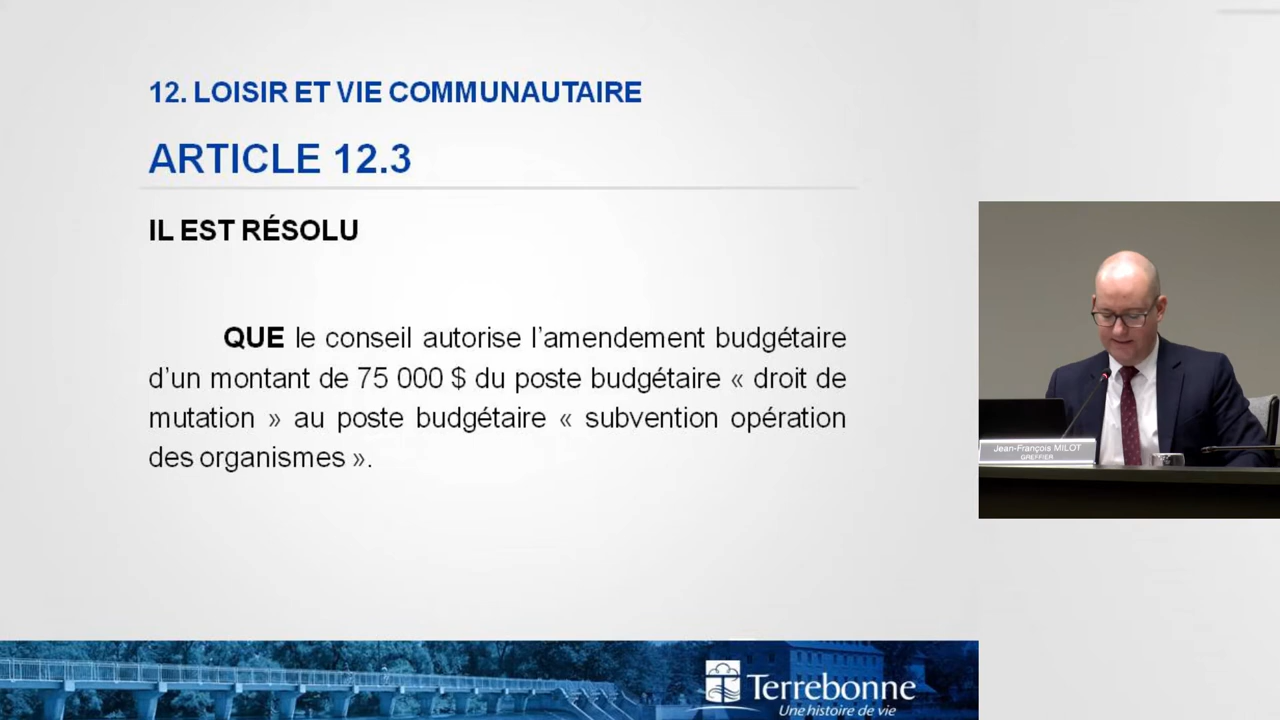 12. LOISIR ET VIE COMMUNAUTAIRE
ARTICLE 12.3
IL EST RÉSOLU
QUE le conseil autorise l’amendement budgétaire
d’un montant de 75 000 $ du poste budgétaire « droit de
mutation » au poste budgétaire « subvention opération
des organismes ».
Jean-François MILOT
GREFFIER
Terrebonne
Une histoire de vie